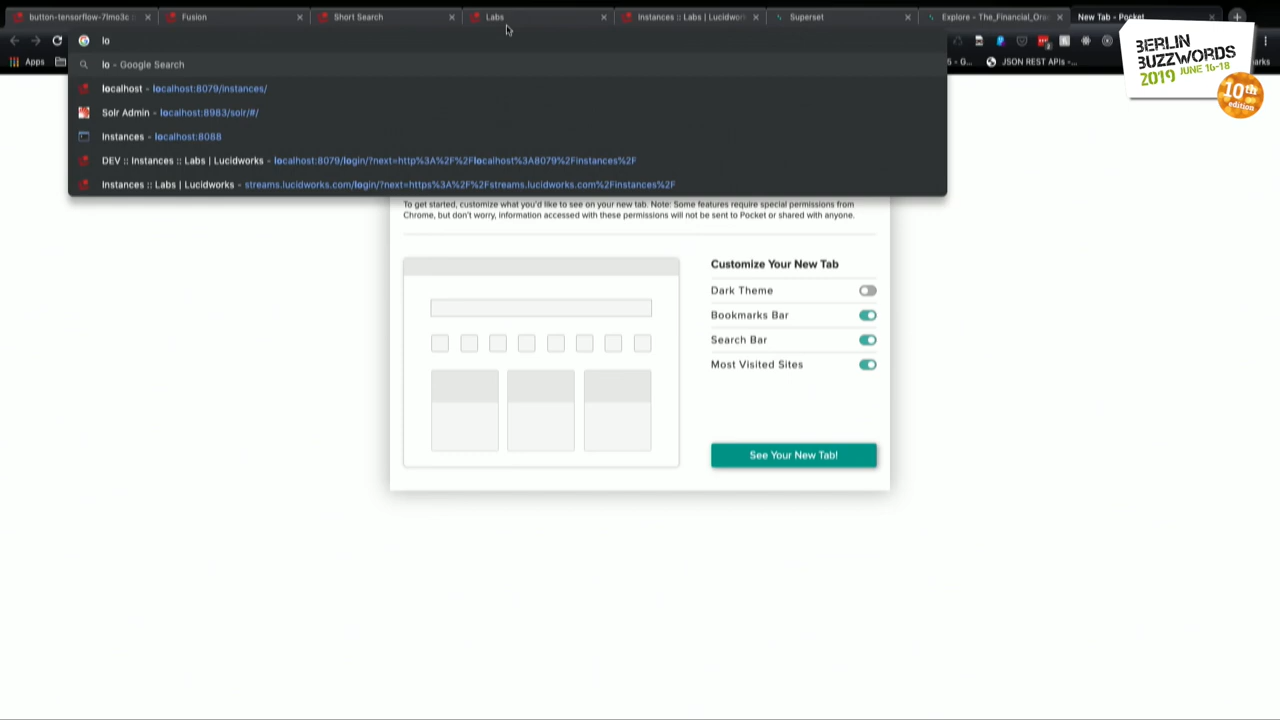 button-tensorflow-7lmo3c
Fusion
Short Search
Labs
Instances :: Labs | Lucidwor
Superset
Explore - The_Financial_Or
New Tab - Pocket
lo
Apps
JSON REST APIs -...
lo - Google Search
localhost - localhost:8079/instances/
Solr Admin - localhost:8983/solr/#/
Instances - localhost:8088
DEV :: Instances :: Labs | Lucidworks - localhost:8079/login/?next=http%3A%2F%2Flocalhost%3A8079%2Finstances%2F
Instances :: Labs | Lucidworks - streams.lucidworks.com/login/?next=https%3A%2F%2Fstreams.lucidworks.com%2Finstances%2F
BERLIN
BUZZWORDS
2019 JUNE 16-18
10th
edition
To get started, customize what you'd like to see on your new tab. Note: Some features require special permissions from
Chrome, but don't worry, information accessed with these permissions will not be sent to Pocket or shared with anyone.
Customize Your New Tab
Dark Theme
Bookmarks Bar
Search Bar
Most Visited Sites
See Your New Tab!